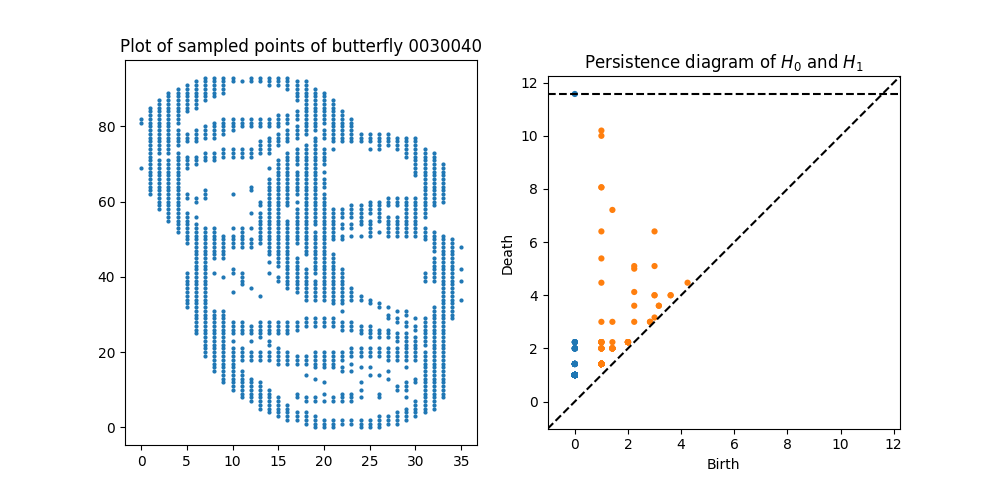 Plot of sampled points of butterfly 0030040
80
60
40
20
0
0 5 10 15 20 25 30 35
Persistence diagram of $H_0$ and $H_1$
12
10
8
6
4
2
0
Death
0 2 4 6 8 10 12
Birth